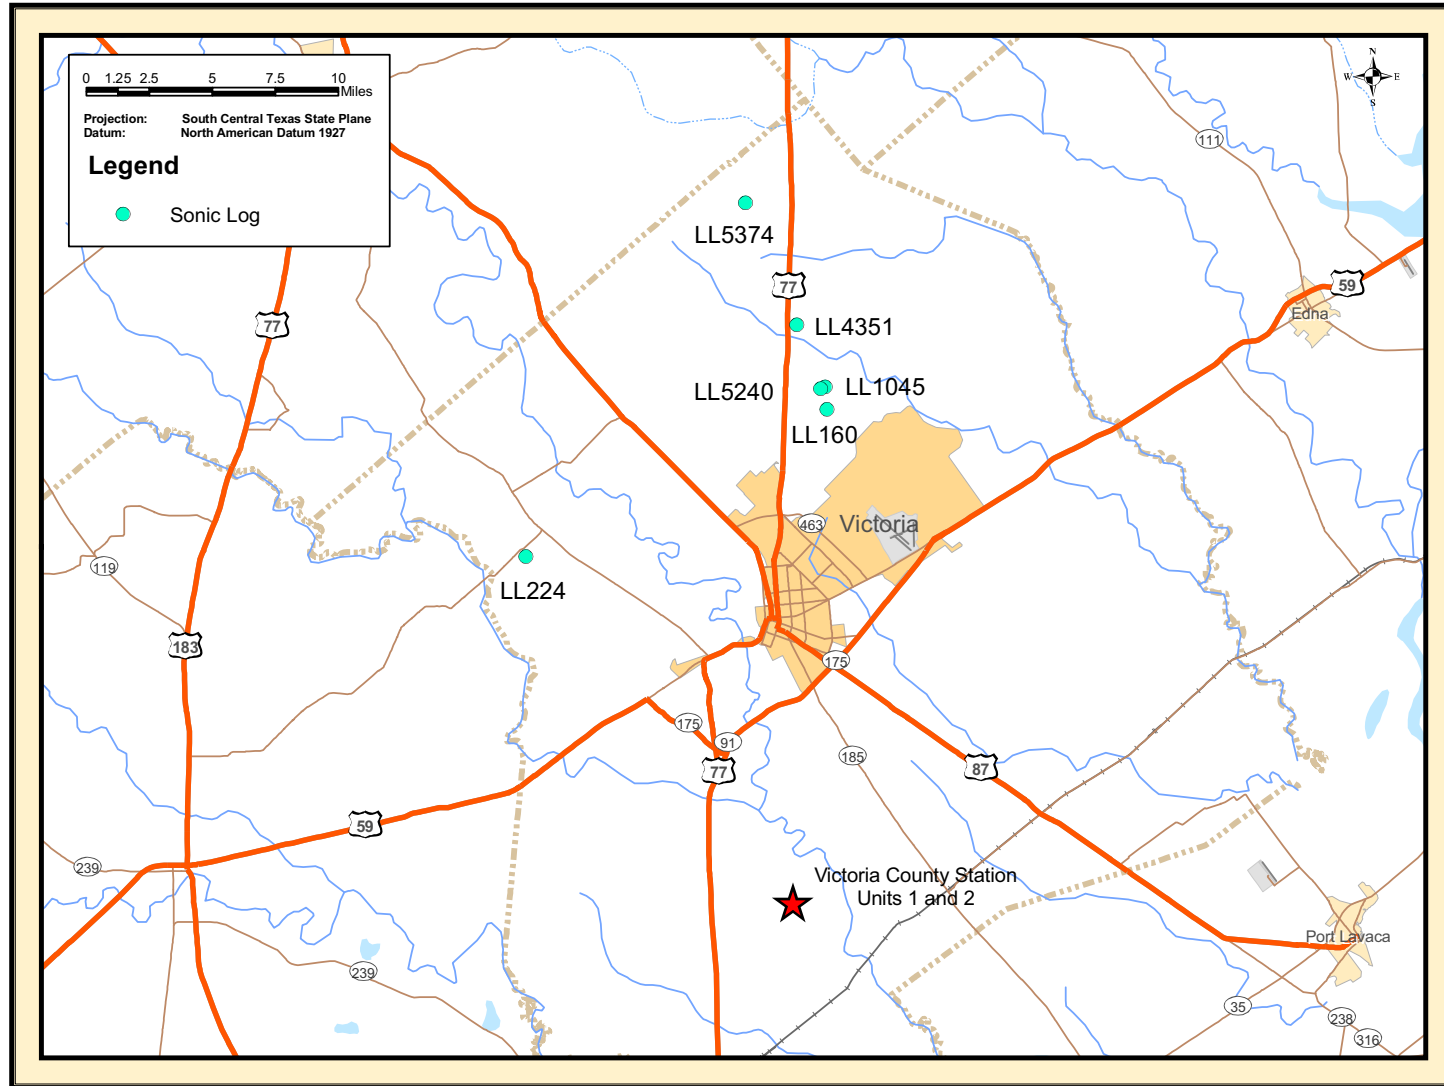 0 1.25 2.5 5 7.5 10
Miles
Projection: South Central Texas State Plane
Datum: North American Datum 1927
Legend
Sonic Log
N
W E
S
111
LL5374
77
59
Edna
77
LL4351
LL5240
LL1045
LL160
463
Victoria
119
LL224
183
175
175
91
185
77
87
59
239
Victoria County Station
Units 1 and 2
Port Lavaca
239
35
238
316